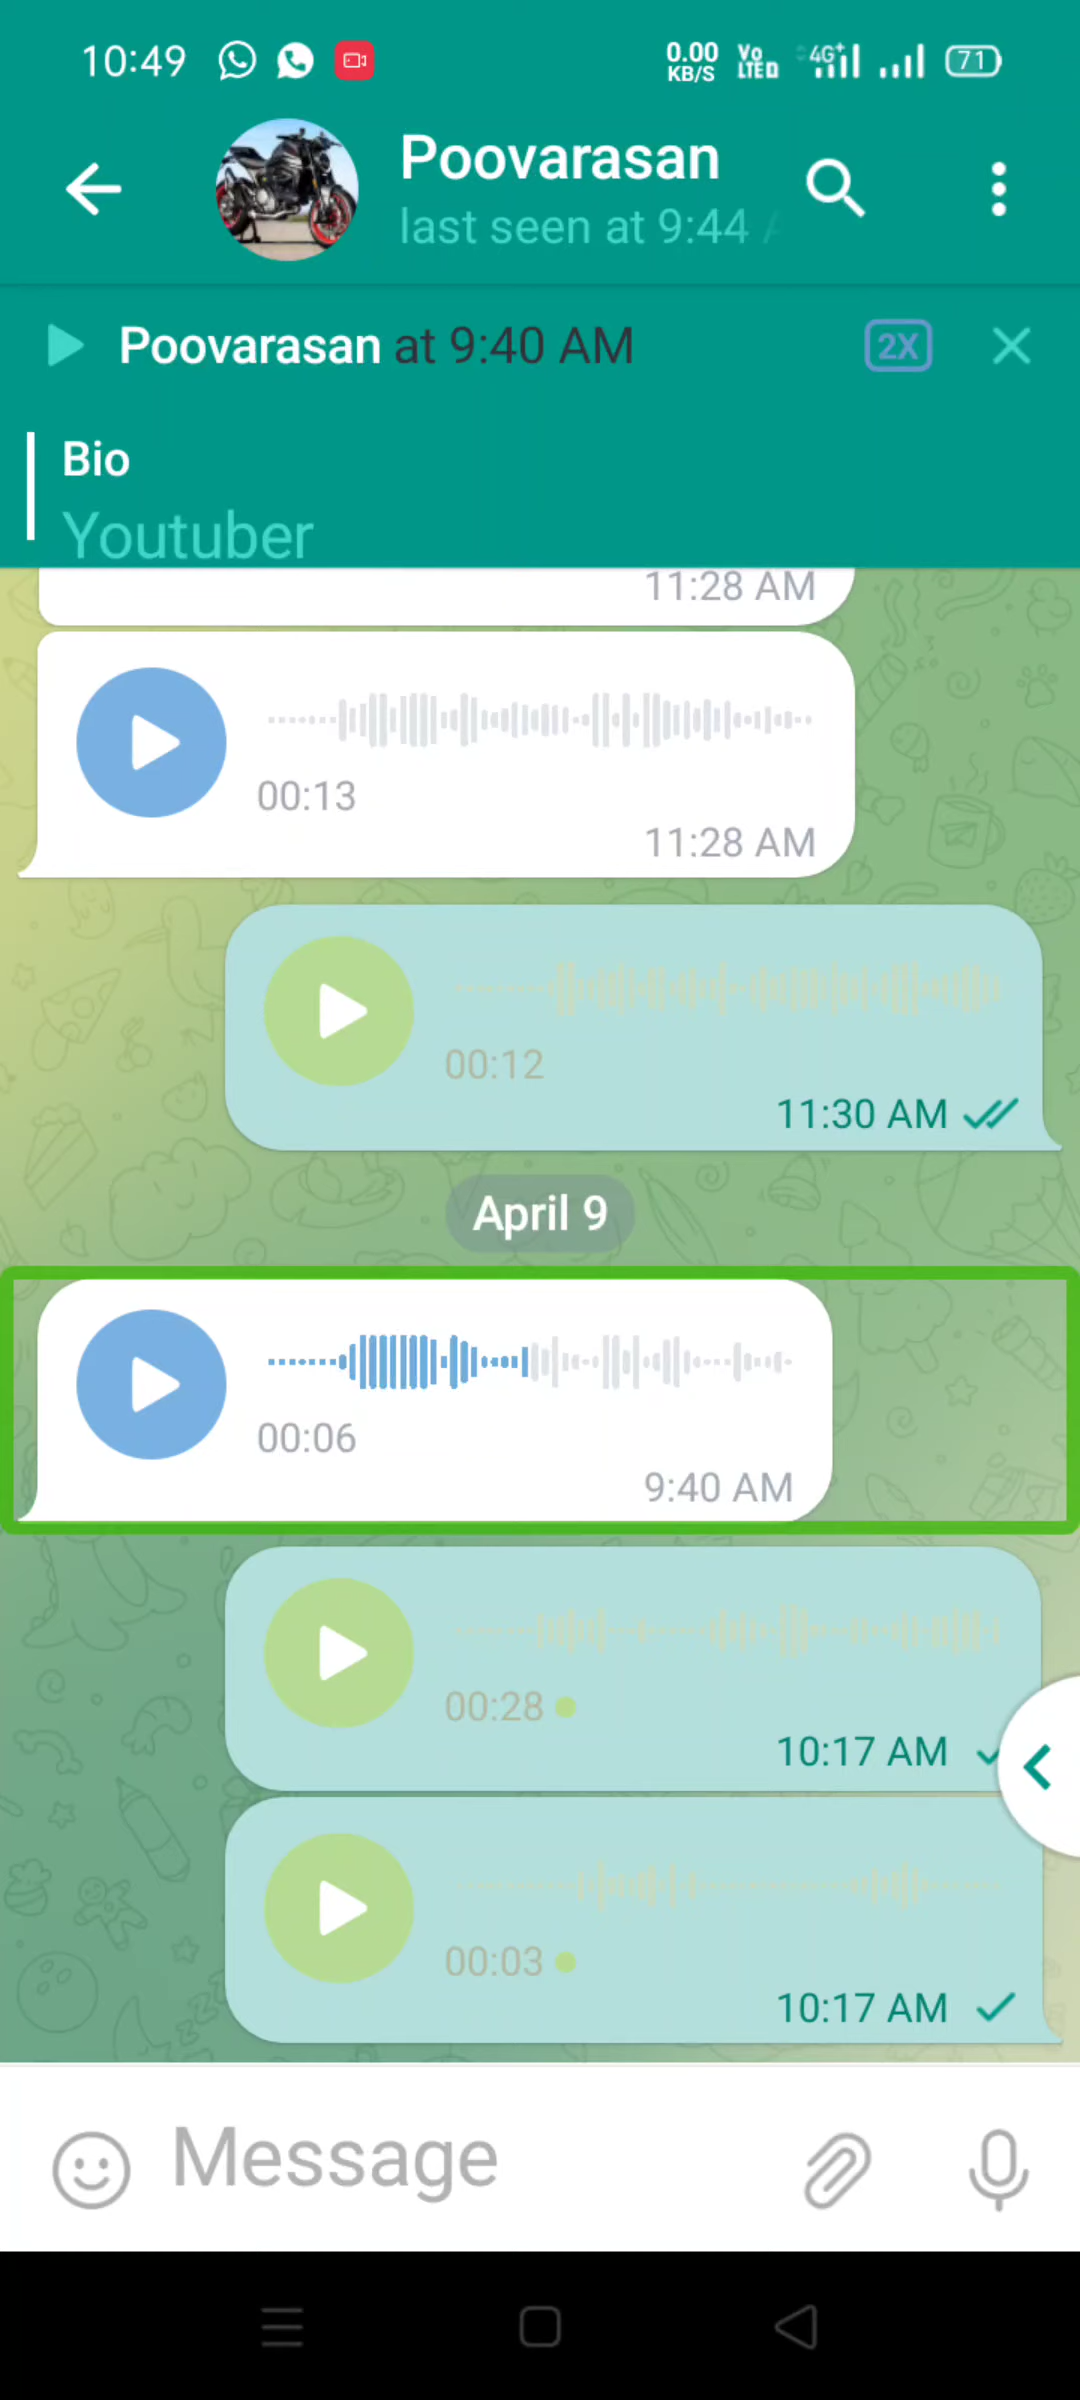 10:49
0.00 KB/S
Vo LTE
4G+
71
Poovarasan
last seen at 9:44
Poovarasan at 9:40 AM
2X
Bio
Youtuber
11:28 AM
00:13
11:28 AM
00:12
11:30 AM
April 9
00:06
9:40 AM
00:28
10:17 AM
00:03
10:17 AM
Message